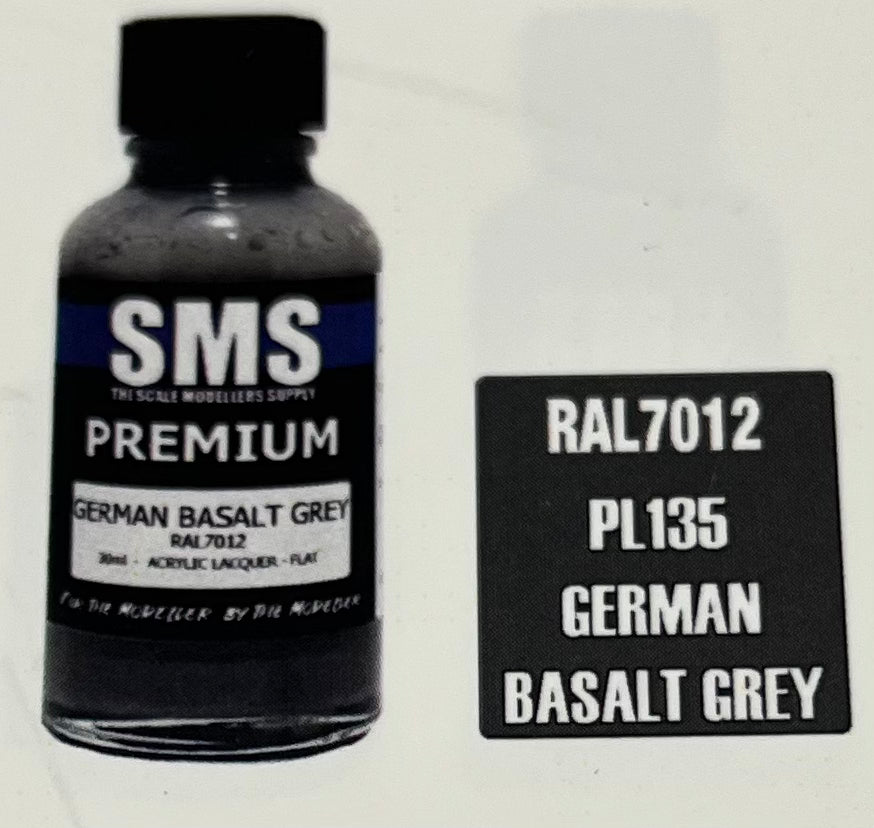 SMS
THE SCALE MODELLERS SUPPLY
PREMIUM
GERMAN BASALT GREY
RAL7012
30ml - ACRYLIC LACQUER - FLAT
FOR THE MODELLER BY THE MODELLER
RAL7012
PL135
GERMAN
BASALT GREY